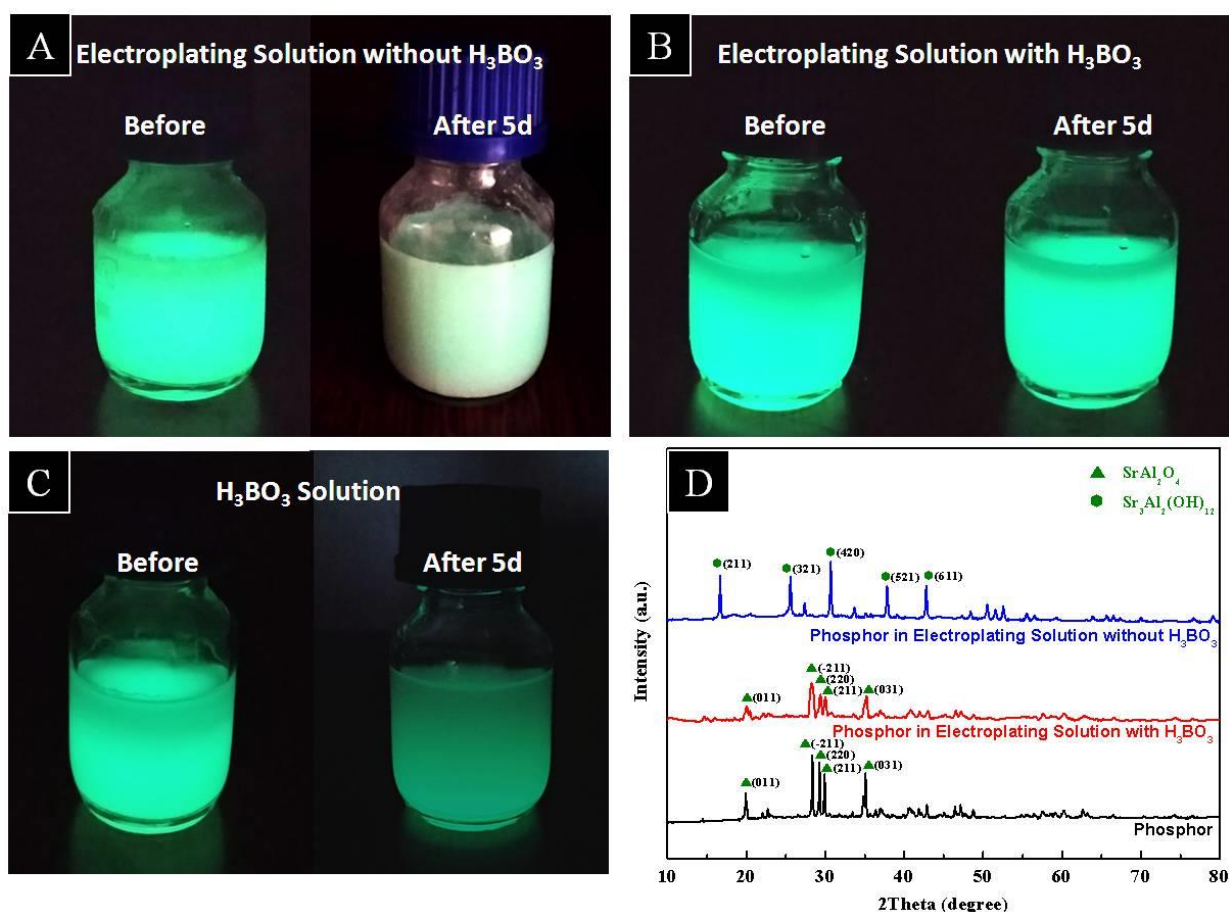 A
Electroplating Solution without H₃BO₃
Before
After 5d
B
Electroplating Solution with H₃BO₃
Before
After 5d
C
H₃BO₃ Solution
Before
After 5d
D
SrAl₂O₄
Sr₃Al₂(OH)₁₂
(211)
(321)
(420)
(521)
(611)
Phosphor in Electroplating Solution without H₃BO₃
(011)
(-211)
(220)
(211)
(031)
Phosphor in Electroplating Solution with H₃BO₃
(011)
(-211)
(220)
(211)
(031)
Phosphor
Intensity (a.u.)
10 20 30 40 50 60 70 80
2Theta (degree)